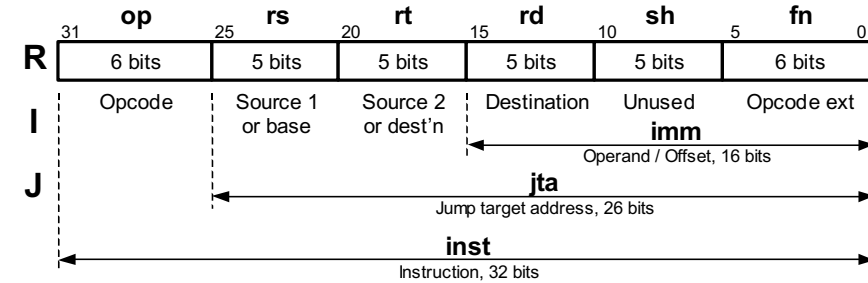 op rs rt rd sh fn
31 25 20 15 10 5 0
R 6 bits 5 bits 5 bits 5 bits 5 bits 6 bits
Opcode Source 1 Source 2 Destination Unused Opcode ext
I or base or dest'n imm
Operand / Offset, 16 bits
J jta
Jump target address, 26 bits
inst
Instruction, 32 bits